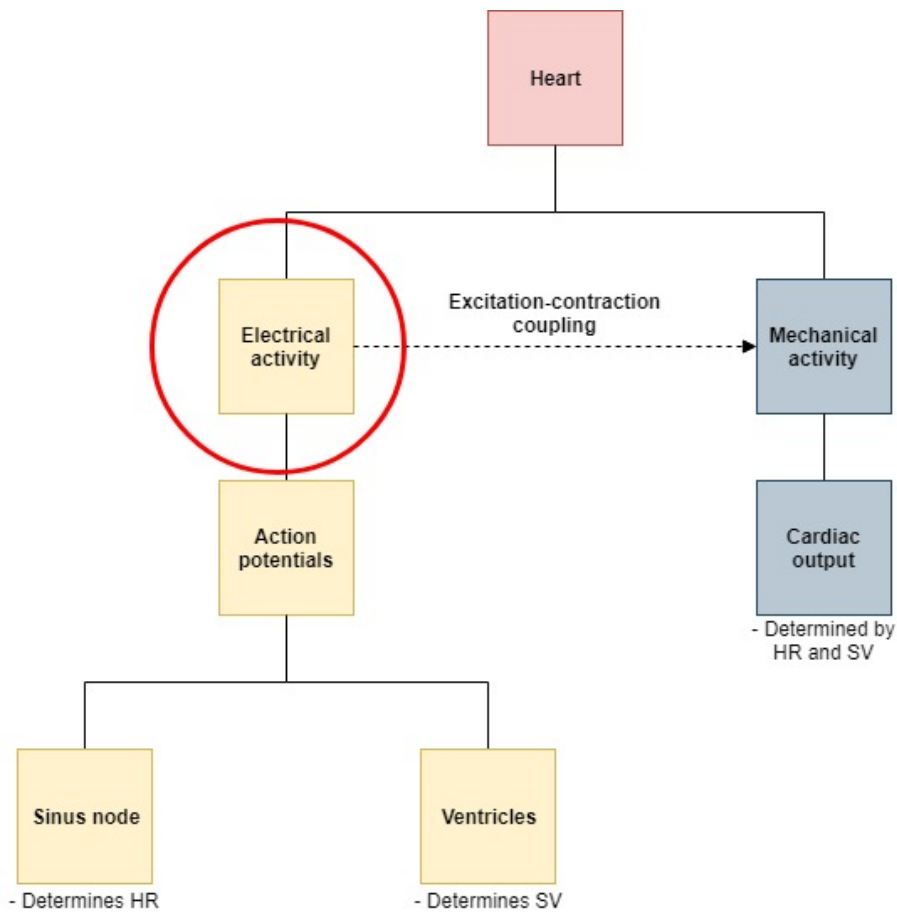 Heart
Excitation-contraction
coupling
Electrical
activity
Mechanical
activity
Action
potentials
Cardiac
output
- Determined by
HR and SV
Sinus node
Ventricles
- Determines HR
- Determines SV